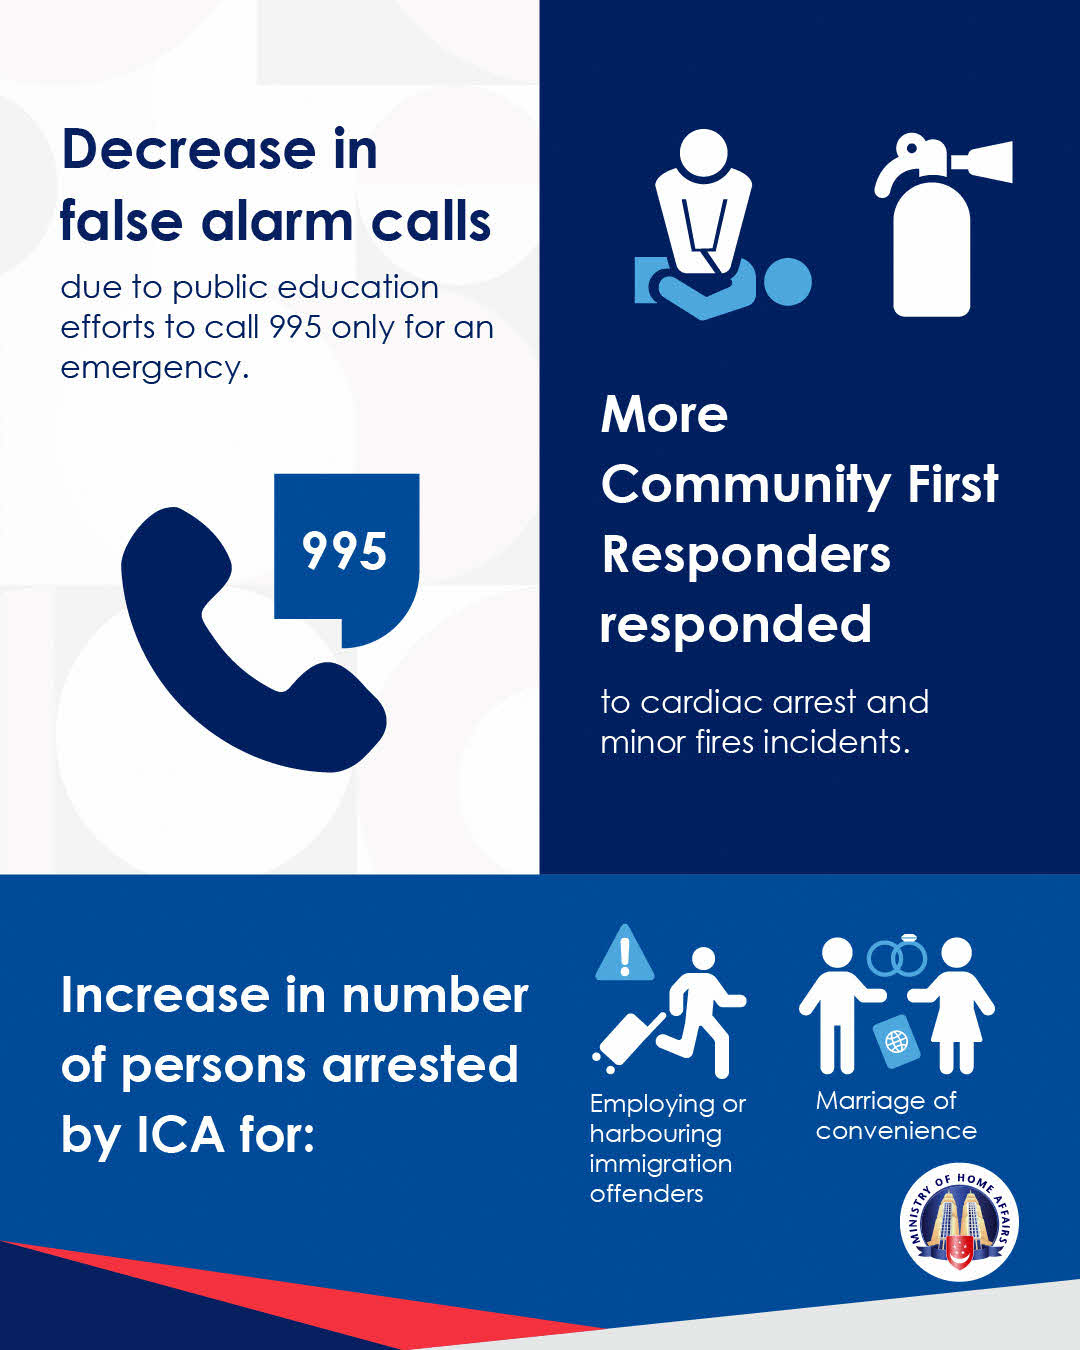 Decrease in
false alarm calls
due to public education
efforts to call 995 only for an
emergency.
995
More
Community First
Responders
responded
to cardiac arrest and
minor fires incidents.
Increase in number
of persons arrested
by ICA for:
Employing or
harbouring
immigration
offenders
Marriage of
convenience
MINISTRY OF HOME AFFAIRS